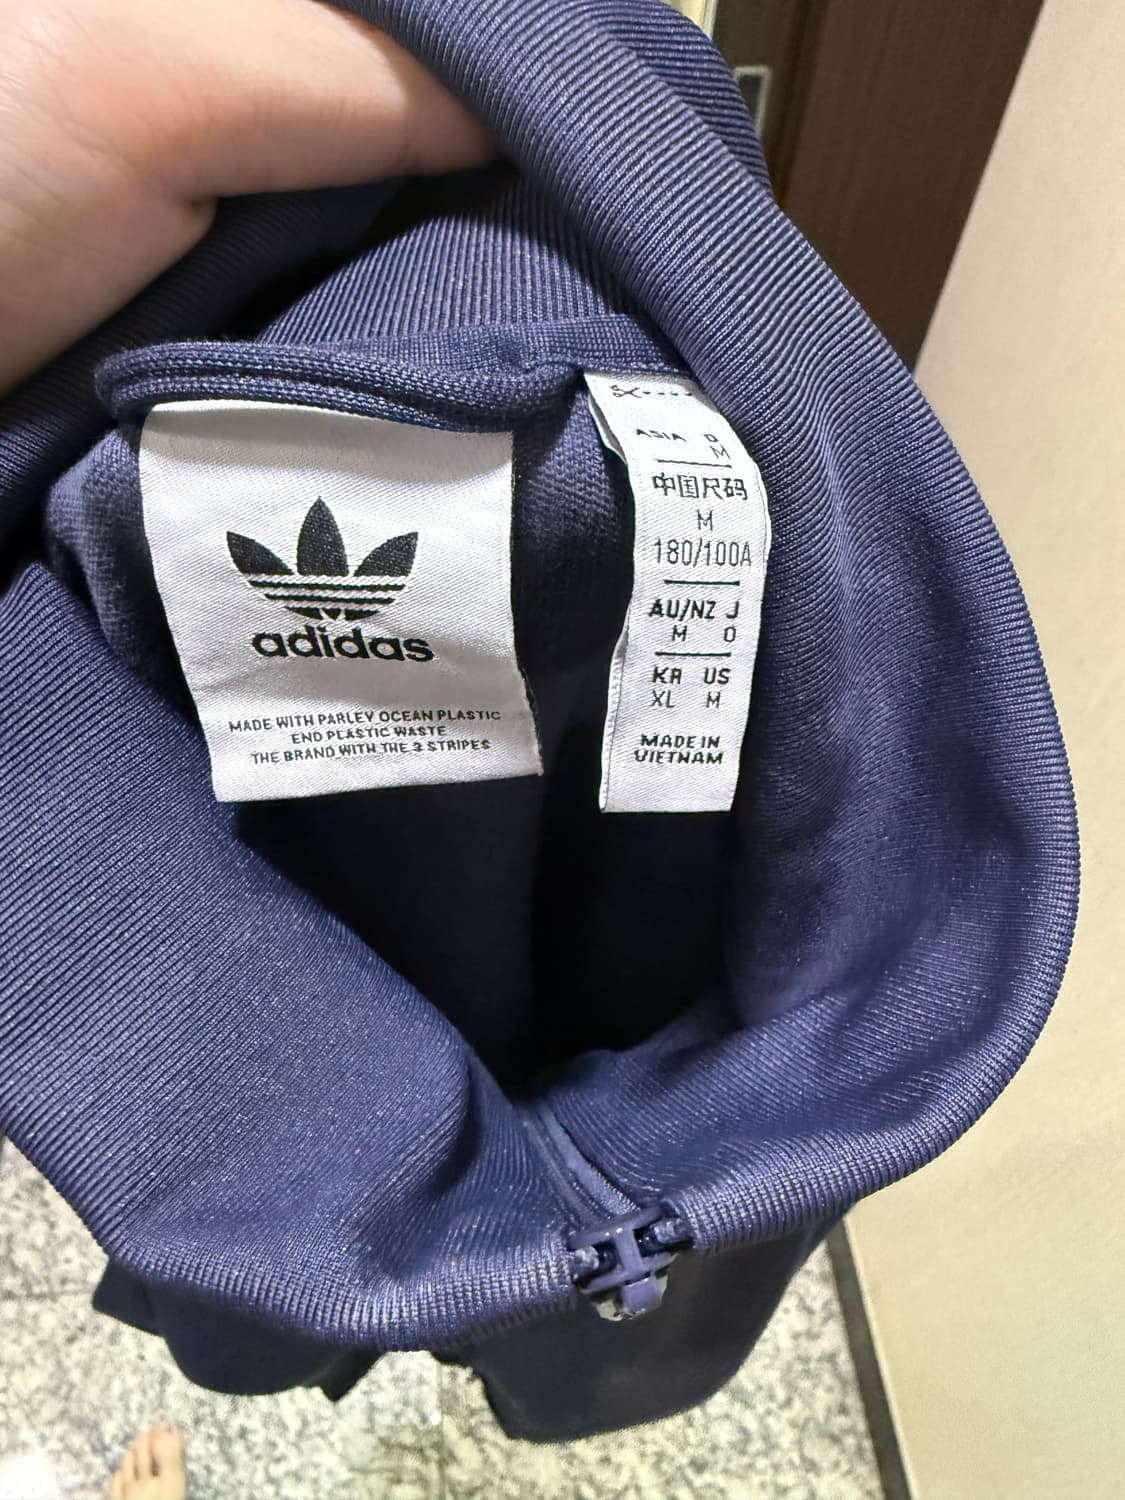 adidas
MADE WITH PARLEY OCEAN PLASTIC
END PLASTIC WASTE
THE BRAND WITH THE 3 STRIPES
ASIA
M
中国尺码
M
180/100A
AU/NZ J
M O
KR US
XL M
MADE IN
VIETNAM